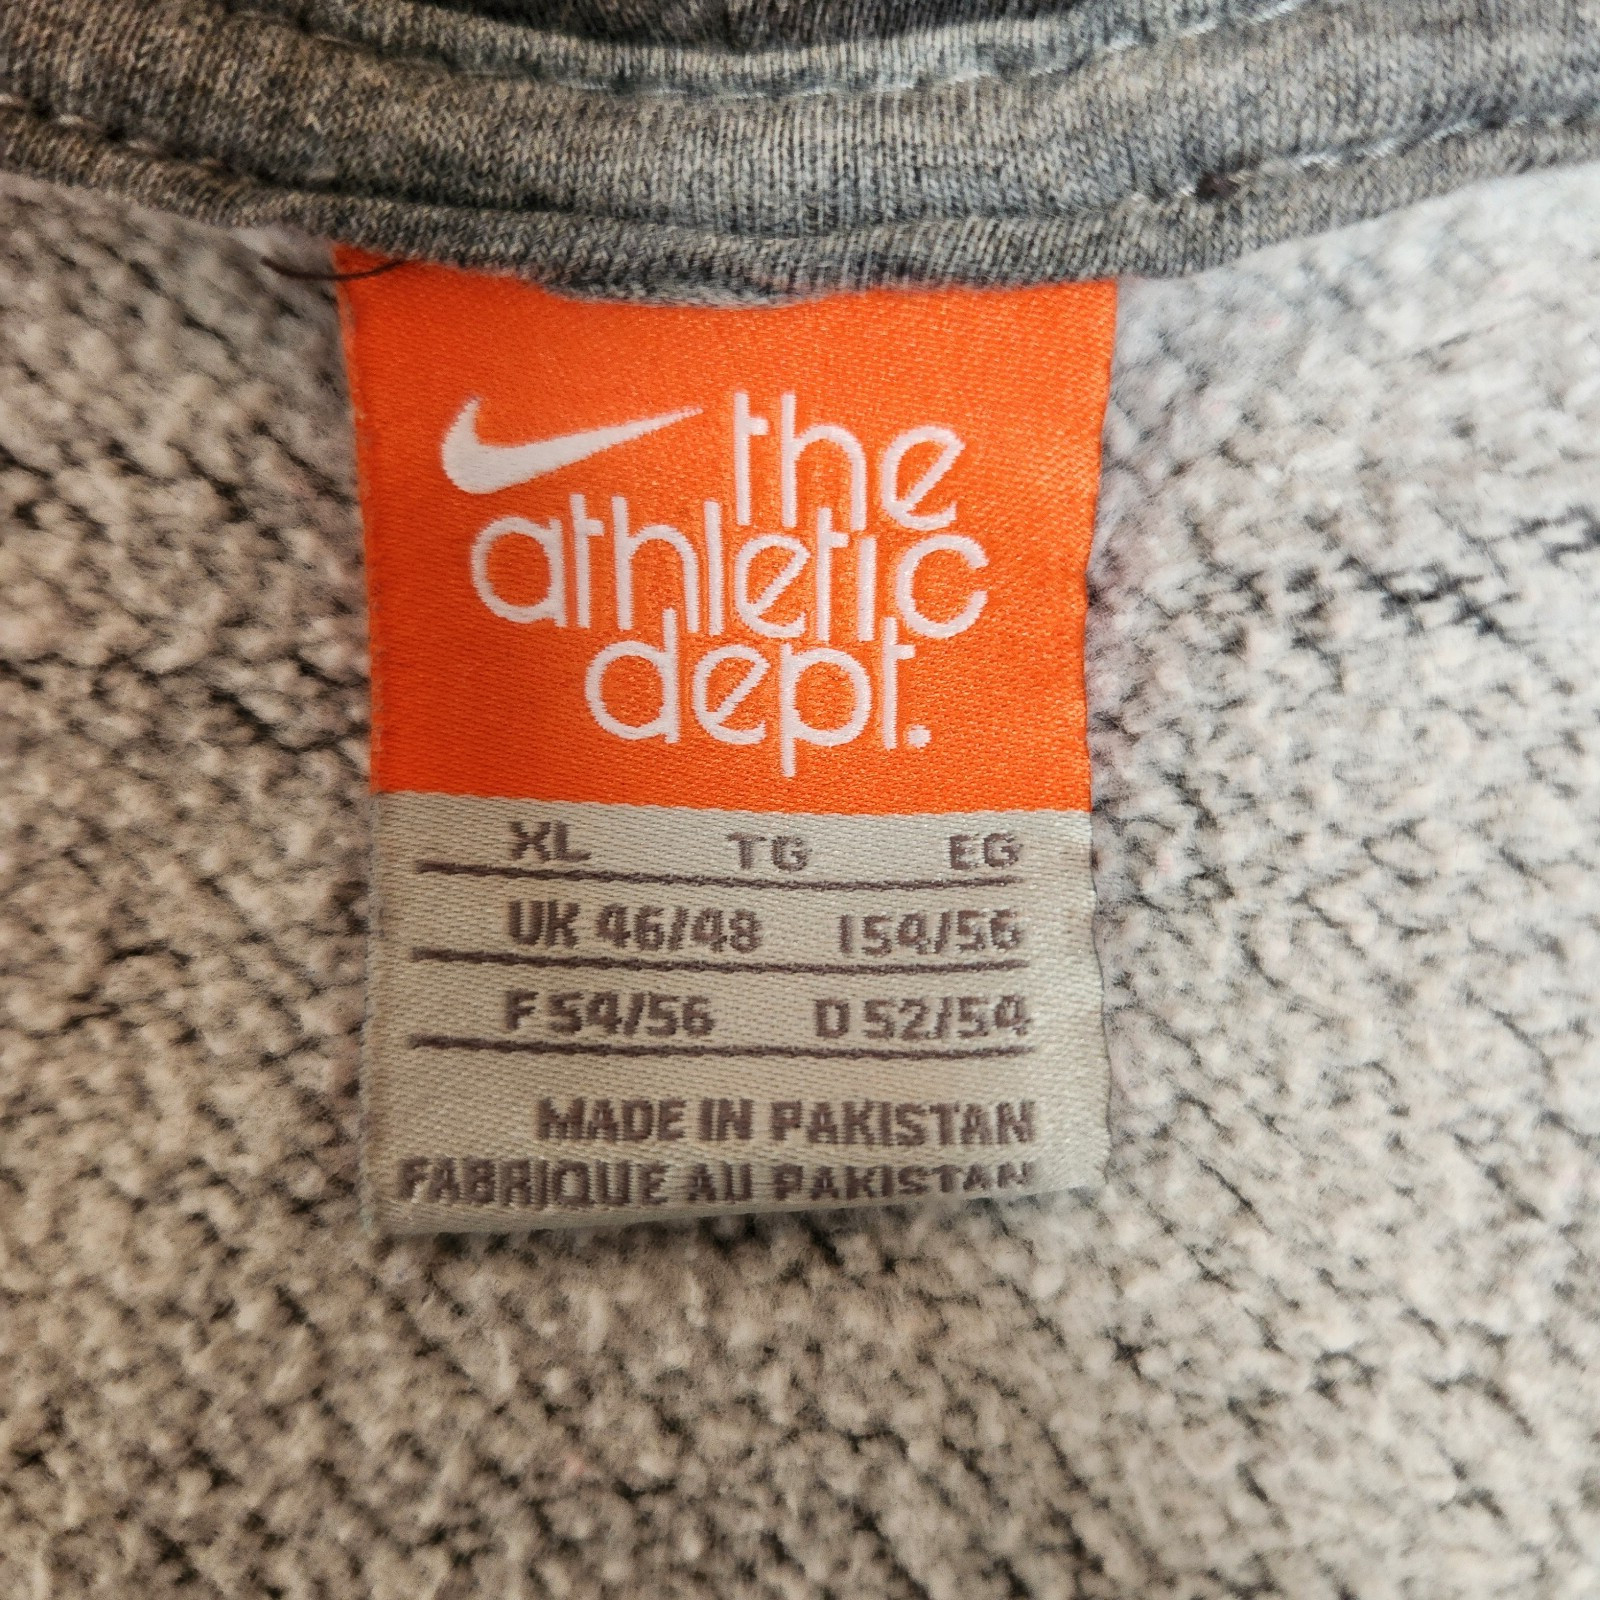 the
athletic
dept.
XL TG EG
UK 46/48 I 54/56
F 54/56 D 52/54
MADE IN PAKISTAN
FABRIQUE AU PAKISTAN